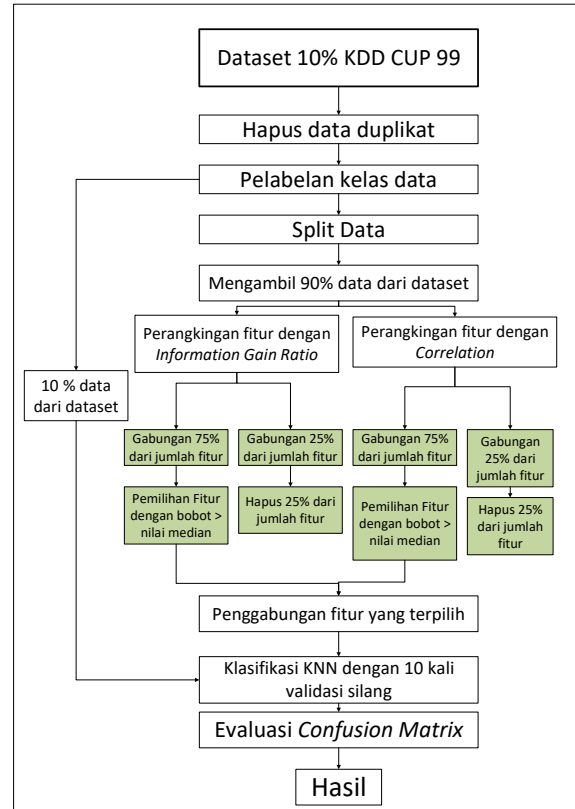 Dataset 10% KDD CUP 99
Hapus data duplikat
Pelabelan kelas data
Split Data
Mengambil 90% data dari dataset
Perangkingan fitur dengan
Information Gain Ratio
Perangkingan fitur dengan
Correlation
10 % data
dari dataset
Gabungan 75%
dari jumlah fitur
Gabungan 25%
dari jumlah fitur
Gabungan 75%
dari jumlah fitur
Gabungan
25% dari
jumlah fitur
Pemilihan Fitur
dengan bobot >
nilai median
Hapus 25% dari
jumlah fitur
Pemilihan Fitur
dengan bobot >
nilai median
Hapus 25%
dari jumlah
fitur
Penggabungan fitur yang terpilih
Klasifikasi KNN dengan 10 kali
validasi silang
Evaluasi Confusion Matrix
Hasil